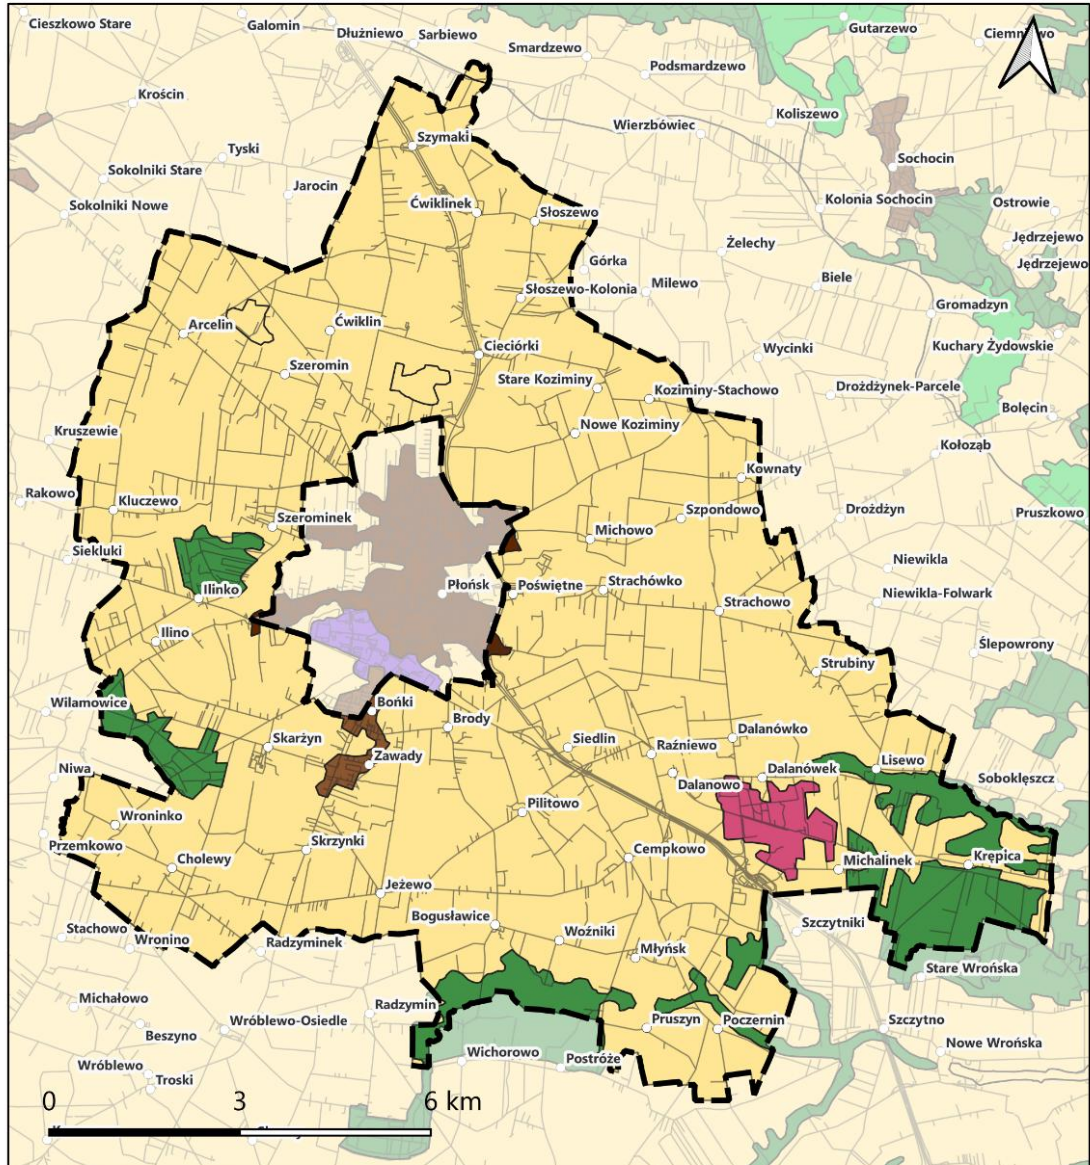 Cieszkowo Stare
Galomin
Dłużniewo
Sarbiewo
Smardzewo
Gutarzewo
Podsmardzewo
Krościn
Koliszewo
Wierzbówiec
Szymaki
Tyski
Sochocin
Sokolniki Stare
Jarocin
Sokolniki Nowe
Ćwiklinek
Słoszewo
Kolonia Sochocin
Ostrowie
Żelechy
Jędrzejewo
Jędrzejewo
Górka
Słoszewo-Kolonia
Milewo
Biele
Gromadzyn
Arcelin
Ćwiklin
Cieciórki
Kuchary Żydowskie
Szeromin
Wycinki
Stare Koziminy
Koziminy-Stachowo
Drożdżynek-Parcele
Bolęcin
Kruszewie
Nowe Koziminy
Kołoząb
Rakowo
Kluczewo
Kownaty
Szerominek
Michowo
Szpondowo
Drożdżyn
Pruszkowo
Siekluki
Niewikla
Ilinko
Płońsk
Poświętne
Strachówko
Niewikla-Folwark
Strachowo
Ilino
Ślepowrony
Strubiny
Wilamowice
Bońki
Brody
Skarżyn
Zawady
Siedlin
Raźniewo
Dalanówko
Lisewo
Niwa
Dalanowo
Dalanówek
Sobokleszcz
Wroninko
Pilitowo
Przemkowo
Cholewy
Skrzynki
Cempkowo
Michalinek
Krępica
Jeżewo
Stachowo
Wronino
Radzyminek
Bogusławice
Woźniki
Młyńsk
Szczytniki
Stare Wrońska
Michałowo
Beszyno
Wróblewo-Osiedle
Radzymin
Pruszyn
Poczernin
Szczytno
Nowe Wrońska
Wróblewo
Troski
Wichorowo
Postróże
0 3 6 km